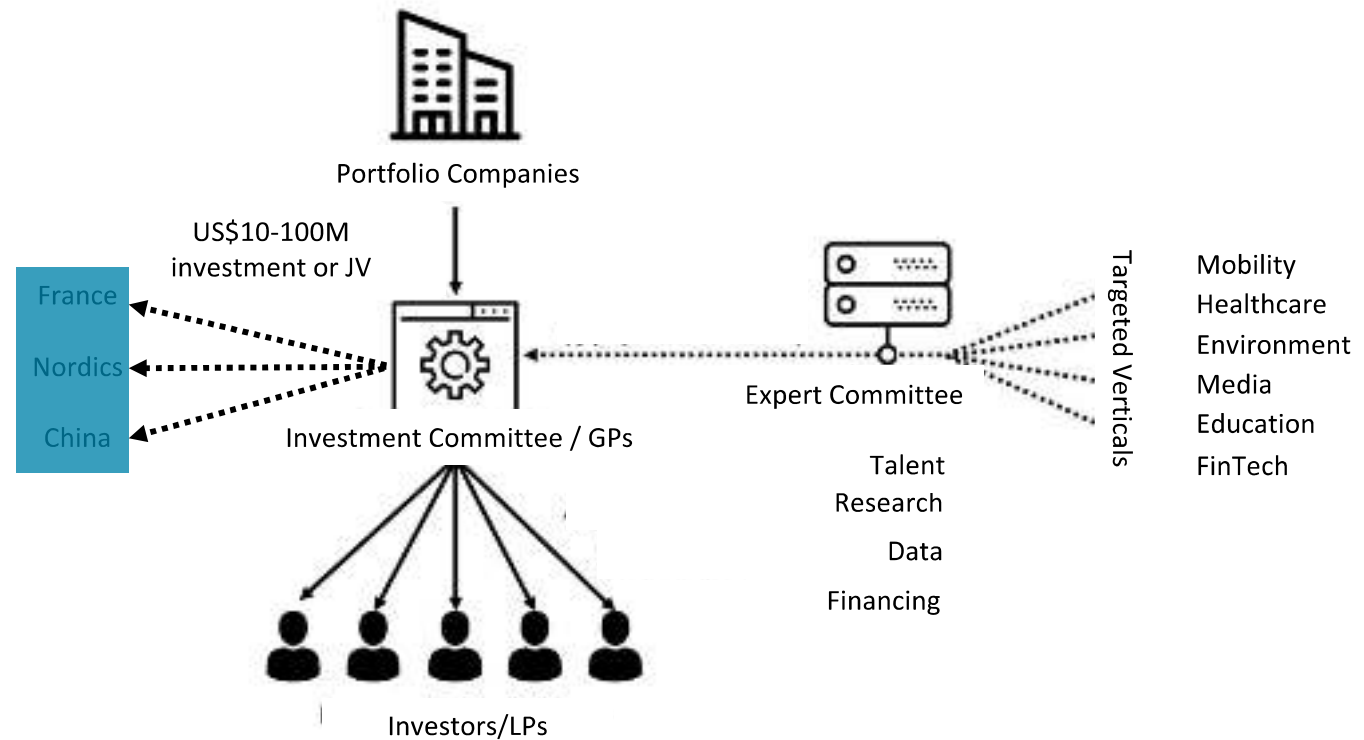 Portfolio Companies
US$10-100M
investment or JV
France
Nordics
China
Investment Committee / GPs
Investors/LPs
Expert Committee
Talent
Research
Data
Financing
Targeted Verticals
Mobility
Healthcare
Environment
Media
Education
FinTech